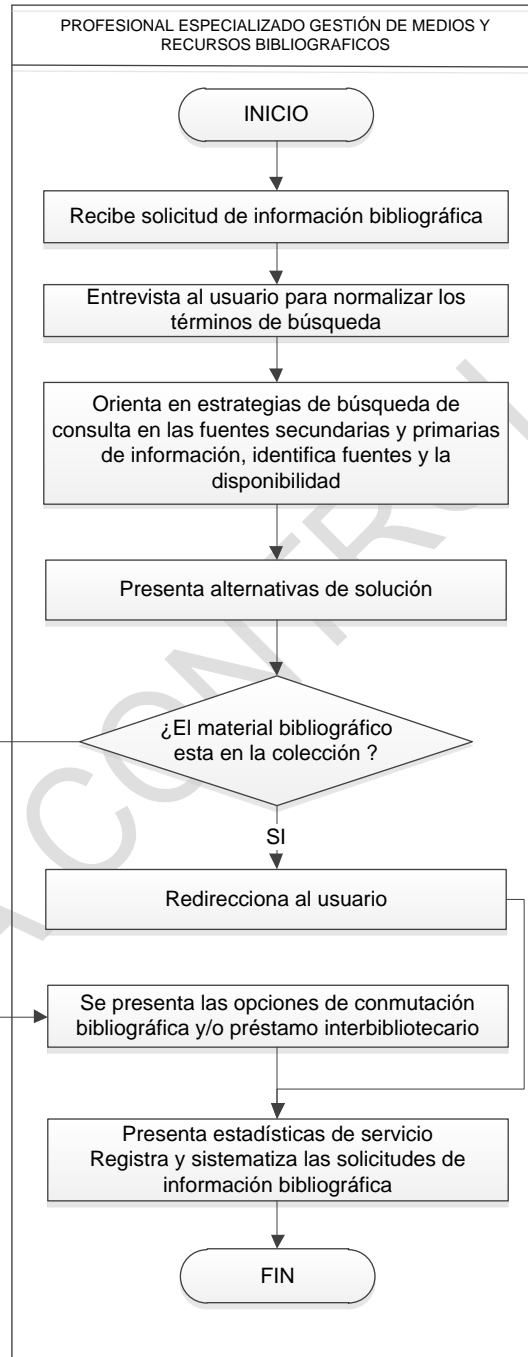 PROFESIONAL ESPECIALIZADO GESTIÓN DE MEDIOS Y
RECURSOS BIBLIOGRAFICOS
INICIO
Recibe solicitud de información bibliográfica
Entrevista al usuario para normalizar los
términos de búsqueda
Orienta en estrategias de búsqueda de
consulta en las fuentes secundarias y primarias
de información, identifica fuentes y la
disponibilidad
Presenta alternativas de solución
¿El material bibliográfico
esta en la colección ?
SI
Redirecciona al usuario
Se presenta las opciones de conmutación
bibliográfica y/o préstamo interbibliotecario
Presenta estadísticas de servicio
Registra y sistematiza las solicitudes de
información bibliográfica
FIN